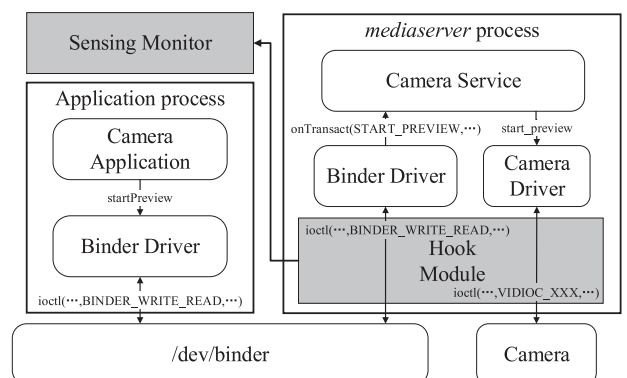 Sensing Monitor
mediaserver process
Camera Service
Application process
Camera
Application
onTransact(START_PREVIEW,⋯)
start_preview
startPreview
Binder Driver
Camera
Driver
Binder Driver
ioctl(⋯,BINDER_WRITE_READ,⋯)
Hook
Module
ioctl(⋯,VIDIOC_XXX,⋯)
ioctl(⋯,BINDER_WRITE_READ,⋯)
/dev/binder
Camera